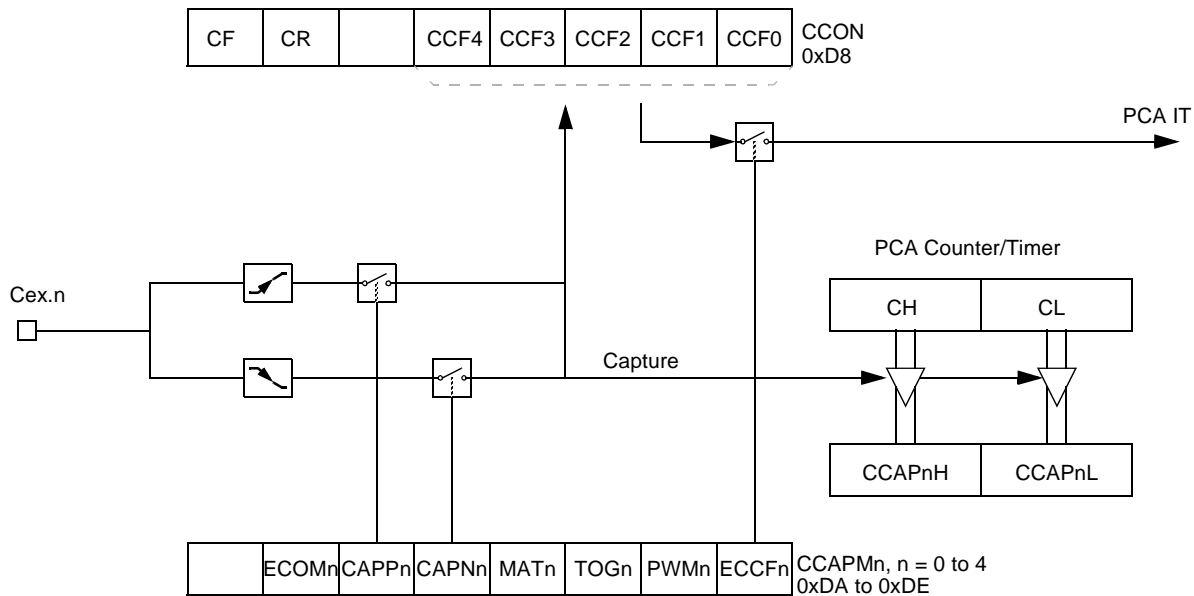 CF CR CCF4 CCF3 CCF2 CCF1 CCF0 CCON
0xD8
PCA IT
PCA Counter/Timer
Cex.n
CH CL
Capture
CCAPnH CCAPnL
ECOMn CAPPn CAPNn MATn TOGn PWMn ECCFn CCAPMn, n = 0 to 4
0xDA to 0xDE